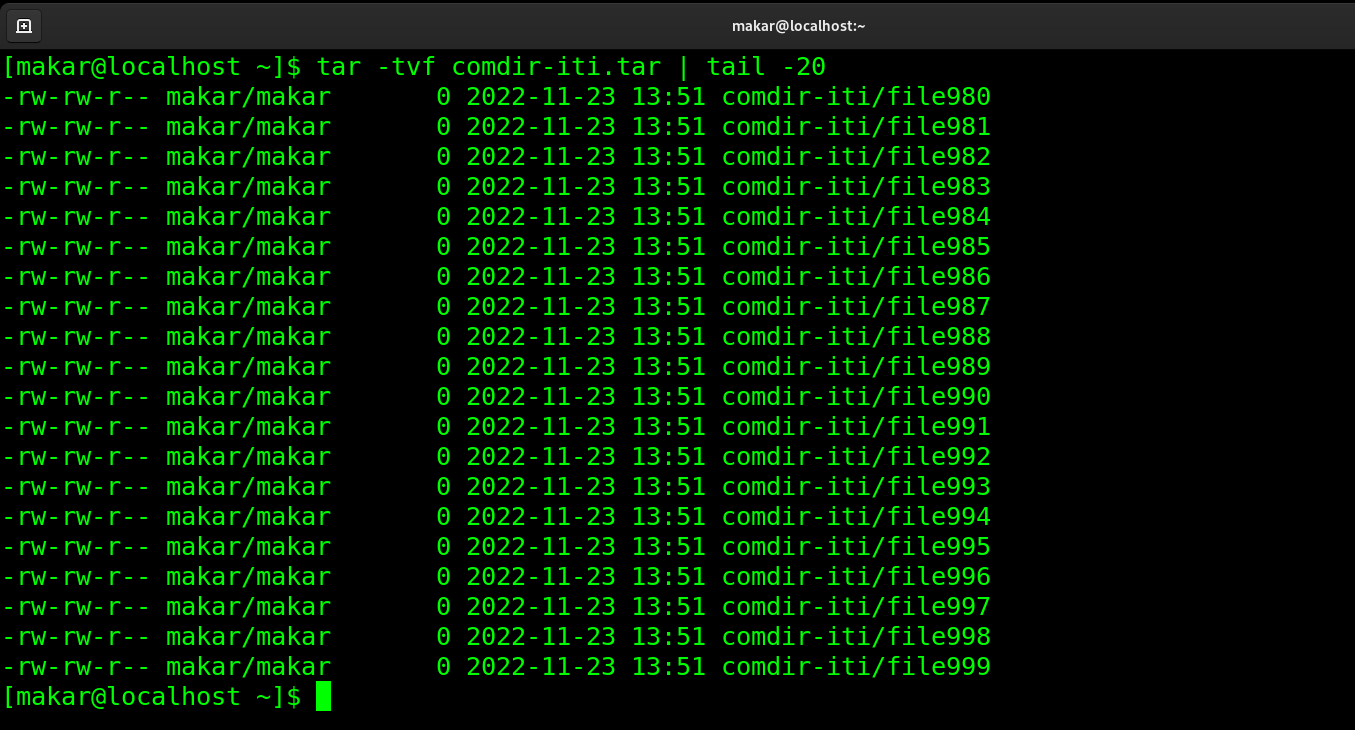 makar@localhost:~
[makar@localhost ~]$ tar -tvf comdir-iti.tar | tail -20
-rw-rw-r-- makar/makar       0 2022-11-23 13:51 comdir-iti/file980
-rw-rw-r-- makar/makar       0 2022-11-23 13:51 comdir-iti/file981
-rw-rw-r-- makar/makar       0 2022-11-23 13:51 comdir-iti/file982
-rw-rw-r-- makar/makar       0 2022-11-23 13:51 comdir-iti/file983
-rw-rw-r-- makar/makar       0 2022-11-23 13:51 comdir-iti/file984
-rw-rw-r-- makar/makar       0 2022-11-23 13:51 comdir-iti/file985
-rw-rw-r-- makar/makar       0 2022-11-23 13:51 comdir-iti/file986
-rw-rw-r-- makar/makar       0 2022-11-23 13:51 comdir-iti/file987
-rw-rw-r-- makar/makar       0 2022-11-23 13:51 comdir-iti/file988
-rw-rw-r-- makar/makar       0 2022-11-23 13:51 comdir-iti/file989
-rw-rw-r-- makar/makar       0 2022-11-23 13:51 comdir-iti/file990
-rw-rw-r-- makar/makar       0 2022-11-23 13:51 comdir-iti/file991
-rw-rw-r-- makar/makar       0 2022-11-23 13:51 comdir-iti/file992
-rw-rw-r-- makar/makar       0 2022-11-23 13:51 comdir-iti/file993
-rw-rw-r-- makar/makar       0 2022-11-23 13:51 comdir-iti/file994
-rw-rw-r-- makar/makar       0 2022-11-23 13:51 comdir-iti/file995
-rw-rw-r-- makar/makar       0 2022-11-23 13:51 comdir-iti/file996
-rw-rw-r-- makar/makar       0 2022-11-23 13:51 comdir-iti/file997
-rw-rw-r-- makar/makar       0 2022-11-23 13:51 comdir-iti/file998
-rw-rw-r-- makar/makar       0 2022-11-23 13:51 comdir-iti/file999
[makar@localhost ~]$